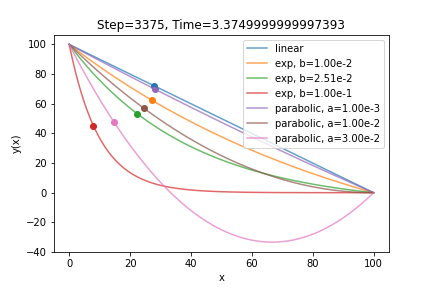 Step=3375, Time=3.3749999999997393
y(x)
100
80
60
40
20
0
−20
−40
linear
exp, b=1.00e-2
exp, b=2.51e-2
exp, b=1.00e-1
parabolic, a=1.00e-3
parabolic, a=1.00e-2
parabolic, a=3.00e-2
0 20 40 60 80 100
x